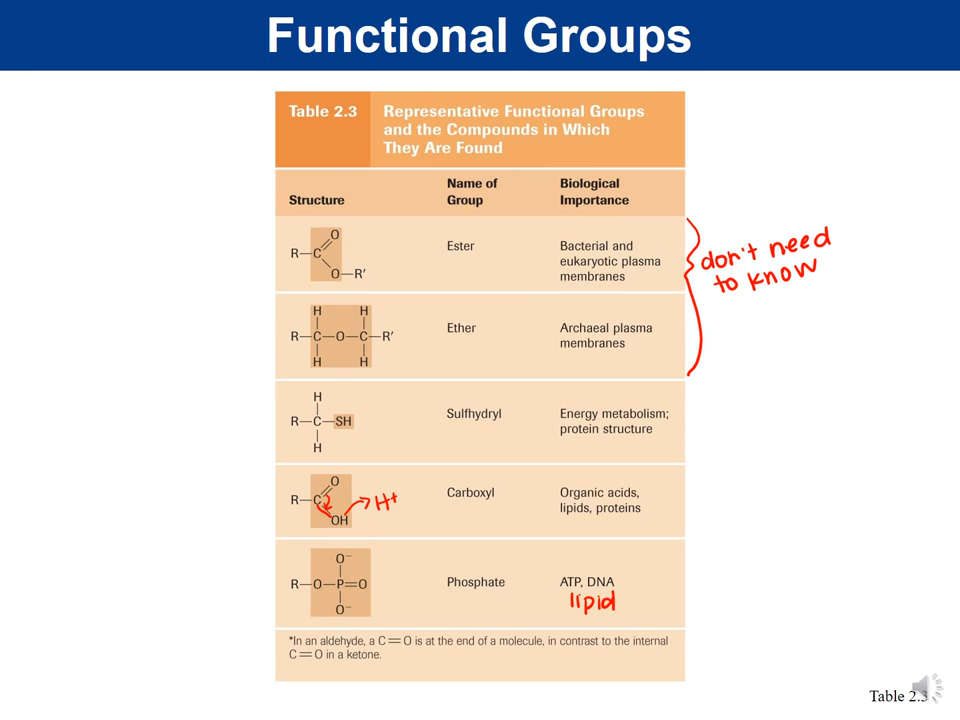 Functional Groups
Table 2.3
Representative Functional Groups
and the Compounds in Which
They Are Found
Structure
Name of
Group
Biological
Importance
O
R—C
O—R′
Ester
Bacterial and
eukaryotic plasma
membranes
don't need
to know
H H
R—C—O—C—R′
H H
Ether
Archaeal plasma
membranes
H
R—C—SH
H
Sulfhydryl
Energy metabolism;
protein structure
O
R—C
OH
H+
Carboxyl
Organic acids,
lipids, proteins
O⁻
R—O—P=O
O⁻
Phosphate
ATP, DNA
lipid
*In an aldehyde, a C=O is at the end of a molecule, in contrast to the internal
C=O in a ketone.
Table 2.3